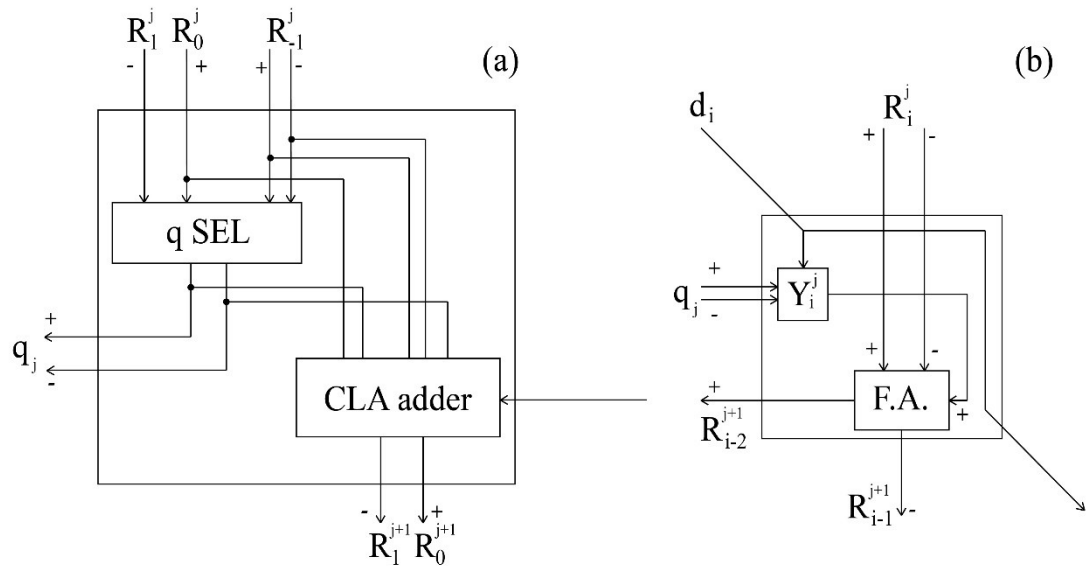 R₁ʲ R₀ʲ R₋₁ʲ
- + + -
(a)
q SEL
+
qⱼ
-
CLA adder
- +
R₁ʲ⁺¹ R₀ʲ⁺¹
(b)
dᵢ
Rᵢʲ
+ -
+
qⱼ
-
Yᵢʲ
+ -
F.A.
+
+
Rᵢ₋₂ʲ⁺¹
Rᵢ₋₁ʲ⁺¹ -